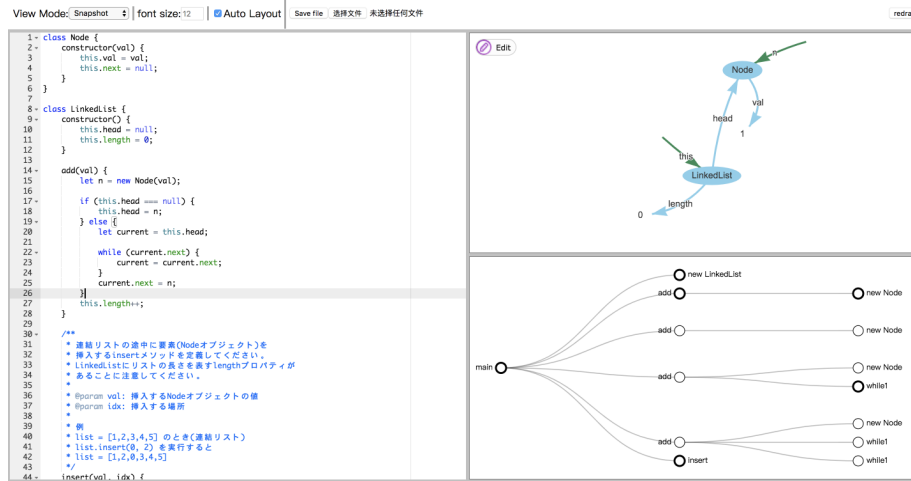 View Mode: Snapshot font size: 12 Auto Layout Save file 选择文件 未选择任何文件 redra
1 class Node {
2 constructor(val) {
3 this.val = val;
4 this.next = null;
5 }
6 }
7
8 class LinkedList {
9 constructor() {
10 this.head = null;
11 this.length = 0;
12 }
13
14 add(val) {
15 let n = new Node(val);
16
17 if (this.head === null) {
18 this.head = n;
19 } else {
20 let current = this.head;
21
22 while (current.next) {
23 current = current.next;
24 }
25 current.next = n;
26 }
27 this.length++;
28 }
29
30 /**
31 * 連結リストの途中に要素(Nodeオブジェクト)を
32 * 挿入するinsertメソッドを定義してください。
33 * LinkedListにリストの長さを表すlengthプロパティが
34 * あることに注意してください。
35 *
36 * @param val: 挿入するNodeオブジェクトの値
37 * @param idx: 挿入する場所
38 *
39 * 例
40 * list = [1,2,3,4,5] のとき(連結リスト)
41 * list.insert(0, 2) を実行すると
42 * list = [1,2,0,3,4,5]
43 */
44 insert(val, idx) {
Edit
n
Node
val
head
1
this
LinkedList
length
0
new LinkedList
add new Node
add new Node
main
add new Node
while1
new Node
add while1
insert while1